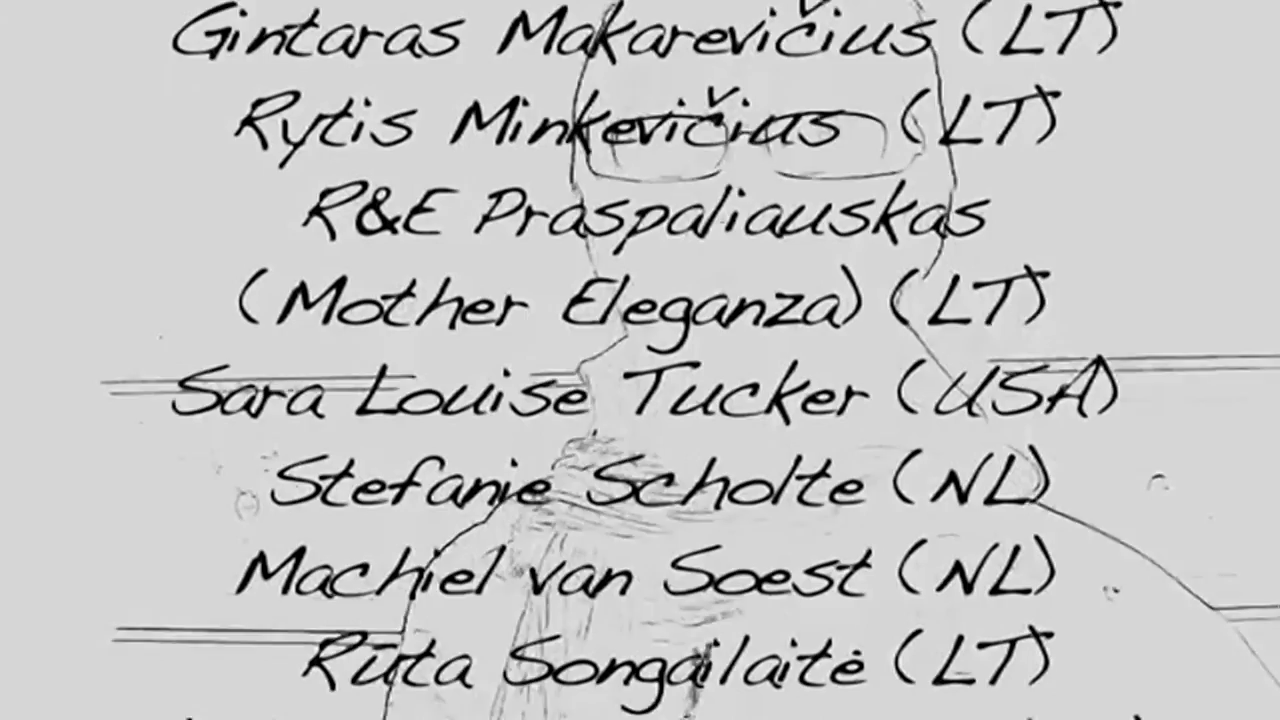 Gintaras Makarevičius (LT)
Rytis Minkevičius (LT)
R&E Praspaliauskas
(Mother Eleganza) (LT)
Sara Louise Tucker (USA)
Stefanie Scholte (NL)
Machiel van Soest (NL)
Rūta Songailaitė (LT)